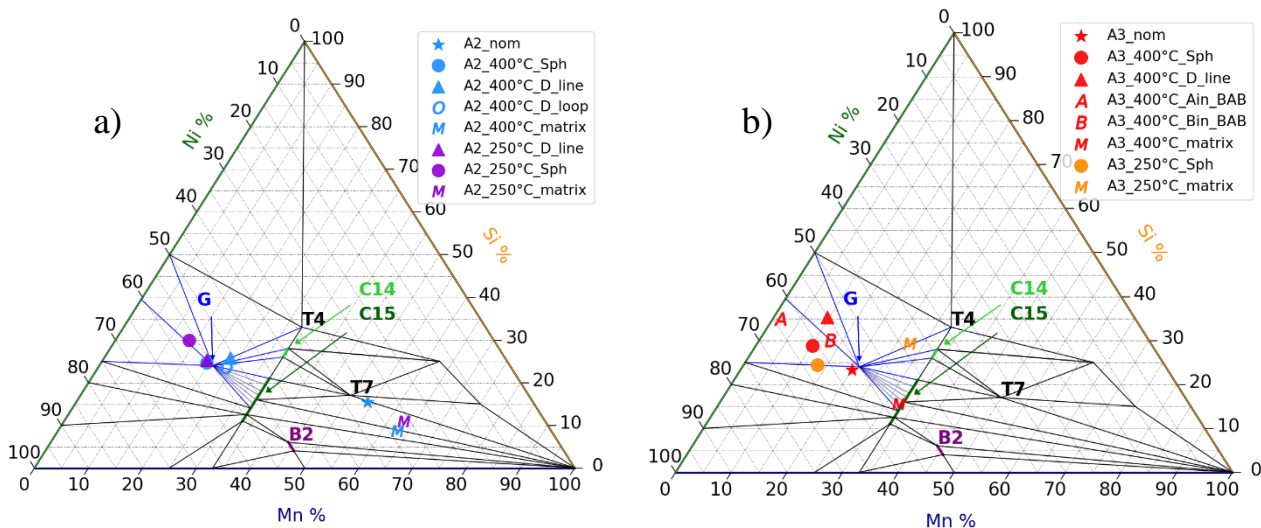 a)
0
100
10
90
20
80
Ni %
30
70
40
60
50
50
Si %
60
40
70
30
80
20
90
10
100
0
0
10
20
30
40
50
60
70
80
90
100
Mn %
G
C14
C15
T4
T7
B2
M
M
A2_nom
A2_400°C_Sph
A2_400°C_D_line
O A2_400°C_D_loop
M A2_400°C_matrix
A2_250°C_D_line
A2_250°C_Sph
M A2_250°C_matrix
b)
0
100
10
90
20
80
Ni %
30
70
40
60
50
50
Si %
60
40
70
30
80
20
90
10
100
0
0
10
20
30
40
50
60
70
80
90
100
Mn %
A
B
G
C14
C15
T4
M
T7
M
B2
A3_nom
A3_400°C_Sph
A3_400°C_D_line
A A3_400°C_Ain_BAB
B A3_400°C_Bin_BAB
M A3_400°C_matrix
A3_250°C_Sph
M A3_250°C_matrix